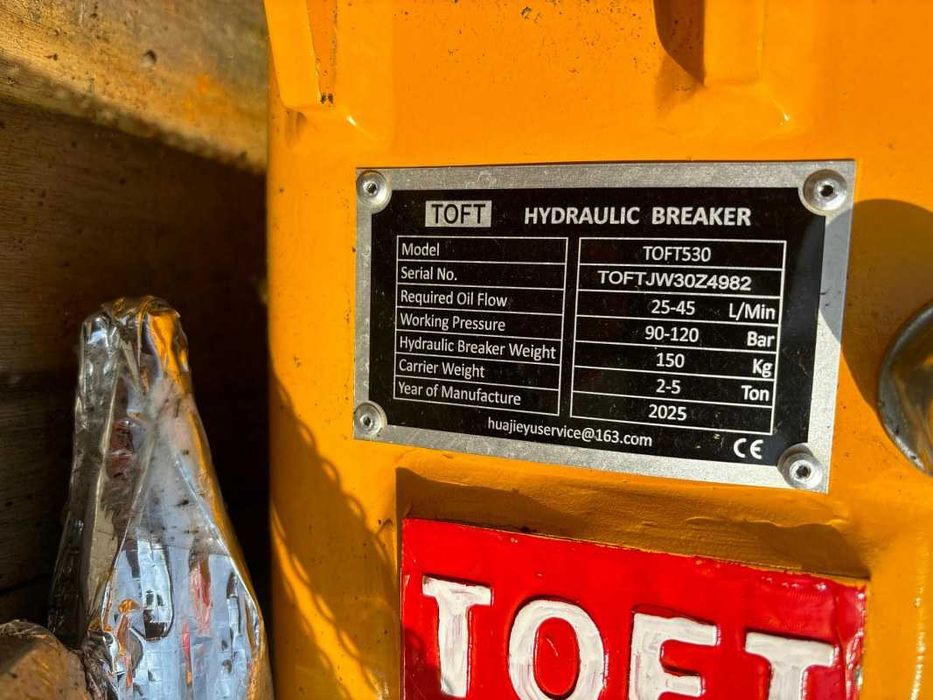 TOFT HYDRAULIC BREAKER
Model TOFT530
Serial No. TOFTJW30Z4982
Required Oil Flow 25-45 L/Min
Working Pressure 90-120 Bar
Hydraulic Breaker Weight 150 Kg
Carrier Weight 2-5 Ton
Year of Manufacture 2025
huajieyuservice@163.com CE
TOFT